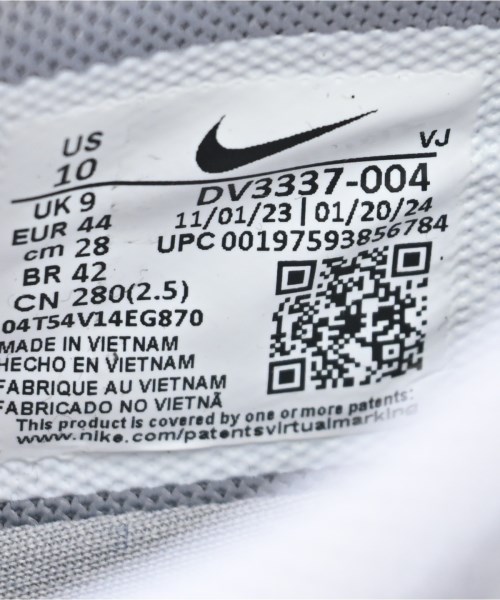 US
10
VJ
UK 9
DV3337-004
EUR 44
11/01/23 | 01/20/24
cm 28
UPC 00197593856784
BR 42
CN 280(2.5)
04T54V14EG870
MADE IN VIETNAM
HECHO EN VIETNAM
FABRIQUE AU VIETNAM
FABRICADO NO VIETNÃ
This product is covered by one or more patents:
www.nike.com/patentsvirtualmarking